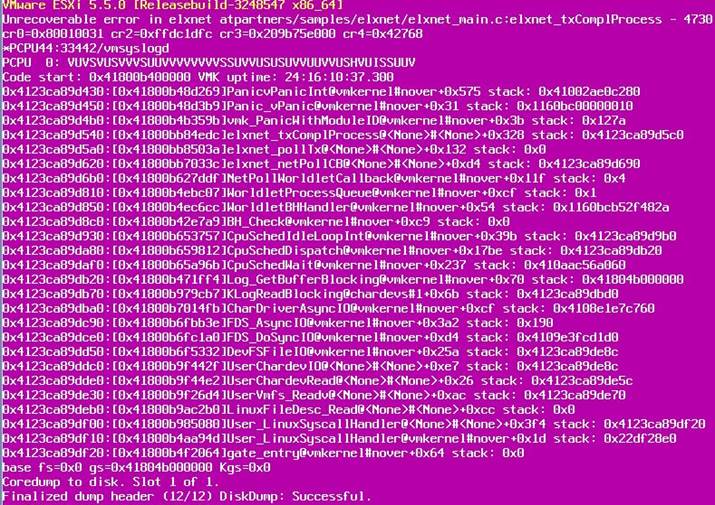 VMware ESXi 5.5.0 [Releasebuild-3248547 x86_64]
Unrecoverable error in elxnet atpartners/samples/elxnet/elxnet_main.c:elxnet_txComplProcess - 4730
cr0=0x80010031 cr2=0xffdc1dfc cr3=0x209b75e000 cr4=0x42768
*PCPU44:33442/vmsyslogd
PCPU  0: VUVSVUSVVVSUUVVVVVVVVSSUVVUSUSUVVUUVVUSHVUISSUUV
Code start: 0x41800b400000 VMK uptime: 24:16:10:37.300
0x4123ca89d430:[0x41800b48d269]PanicvPanicInt@vmkernel#nover+0x575 stack: 0x41002ae0c280
0x4123ca89d450:[0x41800b48d3b9]Panic_vPanic@vmkernel#nover+0x31 stack: 0x1160bc00000010
0x4123ca89d4b0:[0x41800b4b359b]vmk_PanicWithModuleID@vmkernel#nover+0x3b stack: 0x127a
0x4123ca89d540:[0x41800bb84edc]elxnet_txComplProcess@<None>#<None>+0x328 stack: 0x4123ca89d5c0
0x4123ca89d5a0:[0x41800bb8503a]elxnet_pollTx@<None>#<None>+0x132 stack: 0x0
0x4123ca89d620:[0x41800bb7033c]elxnet_netPollCB@<None>#<None>+0xd4 stack: 0x4123ca89d690
0x4123ca89d6b0:[0x41800b627ddf]NetPollWorldletCallback@vmkernel#nover+0x11f stack: 0x4
0x4123ca89d810:[0x41800b4ebc07]WorldletProcessQueue@vmkernel#nover+0xcf stack: 0x1
0x4123ca89d850:[0x41800b4ec6cc]WorldletBHHandler@vmkernel#nover+0x54 stack: 0x1160bcb52f482a
0x4123ca89d8c0:[0x41800b42e7a9]BH_Check@vmkernel#nover+0xc9 stack: 0x0
0x4123ca89d930:[0x41800b653757]CpuSchedIdleLoopInt@vmkernel#nover+0x39b stack: 0x4123ca89d9b0
0x4123ca89da80:[0x41800b659812]CpuSchedDispatch@vmkernel#nover+0x17be stack: 0x4123ca89db20
0x4123ca89daf0:[0x41800b65a96b]CpuSchedWait@vmkernel#nover+0x237 stack: 0x410aac56a060
0x4123ca89db20:[0x41800b471ff4]Log_GetBufferBlocking@vmkernel#nover+0x70 stack: 0x41804b000000
0x4123ca89db70:[0x41800b979cb7]KLogReadBlocking@chardevs#1+0x6b stack: 0x4123ca89dbd0
0x4123ca89dba0:[0x41800b7014fb]CharDriverAsyncIO@vmkernel#nover+0xcf stack: 0x4108e1e7c760
0x4123ca89dc90:[0x41800b6fbb3e]FDS_AsyncIO@vmkernel#nover+0x3a2 stack: 0x190
0x4123ca89dce0:[0x41800b6fc1a0]FDS_DoSyncIO@vmkernel#nover+0xd4 stack: 0x4109e3fcd1d0
0x4123ca89dd50:[0x41800b6f5332]DevFSFileIO@vmkernel#nover+0x25a stack: 0x4123ca89de8c
0x4123ca89ddc0:[0x41800b9f442f]UserChardevIO@<None>#<None>+0xe7 stack: 0x4123ca89de8c
0x4123ca89dde0:[0x41800b9f44e2]UserChardevRead@<None>#<None>+0x26 stack: 0x4123ca89de5c
0x4123ca89de30:[0x41800b9f26d4]UserVmfs_Readv@<None>#<None>+0xac stack: 0x4123ca89de70
0x4123ca89deb0:[0x41800b9ac2b0]LinuxFileDesc_Read@<None>#<None>+0xcc stack: 0x0
0x4123ca89df00:[0x41800b985080]User_LinuxSyscallHandler@<None>#<None>+0x3f4 stack: 0x4123ca89df20
0x4123ca89df10:[0x41800b4aa94d]User_LinuxSyscallHandler@vmkernel#nover+0x1d stack: 0x22df28e0
0x4123ca89df20:[0x41800b4f2064]gate_entry@vmkernel#nover+0x64 stack: 0x0
base fs=0x0 gs=0x41804b000000 Kgs=0x0
Coredump to disk. Slot 1 of 1.
Finalized dump header (12/12) DiskDump: Successful.